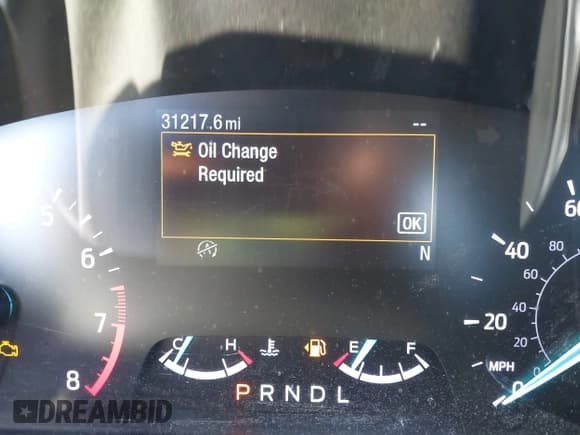 31217.6 mi --
Oil Change
Required
OK
N
5
6
7
8
C H
E F
P R N D L
60
40
20
0
MPH
80
60
40
20
DREAMBID